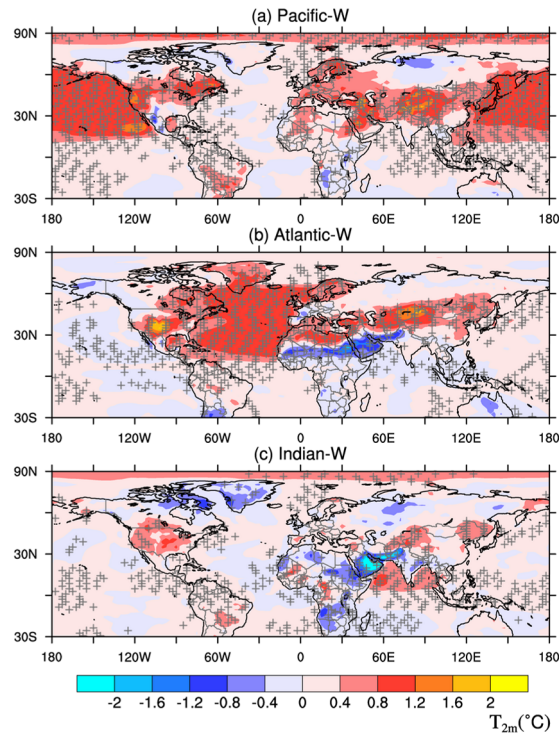 (a) Pacific-W
90N
30N
30S
180 120W 60W 0 60E 120E 180
(b) Atlantic-W
90N
30N
30S
180 120W 60W 0 60E 120E 180
(c) Indian-W
90N
30N
30S
180 120W 60W 0 60E 120E 180
-2 -1.6 -1.2 -0.8 -0.4 0 0.4 0.8 1.2 1.6 2
T2m(°C)